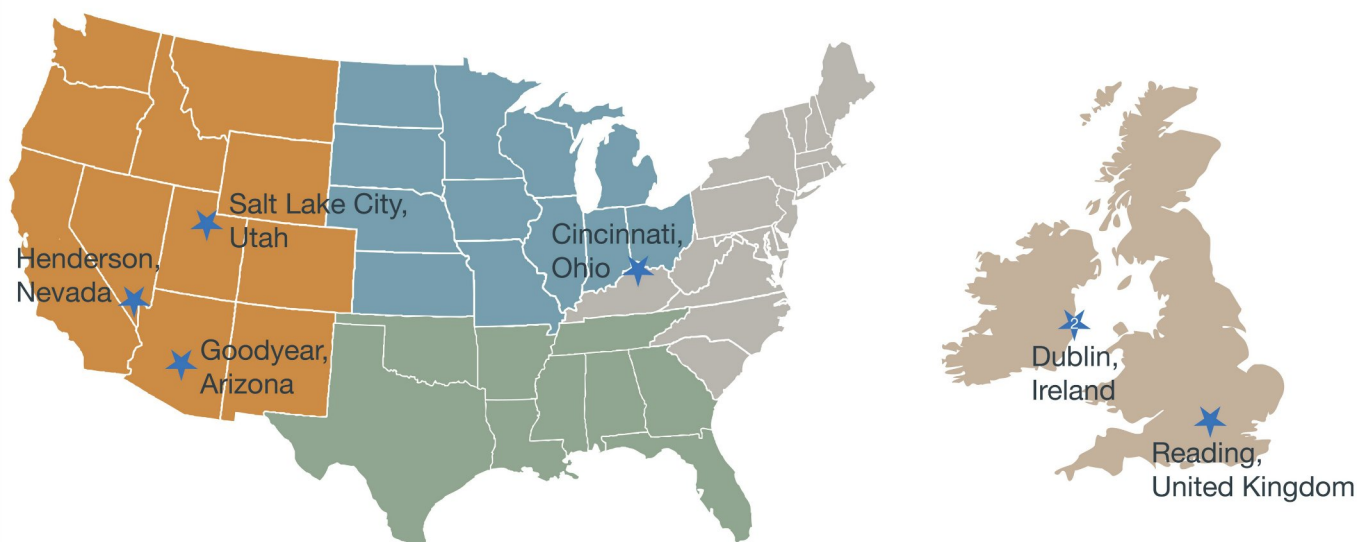 Salt Lake City,
Utah
Henderson,
Nevada
Goodyear,
Arizona
Cincinnati,
Ohio
2
Dublin,
Ireland
Reading,
United Kingdom